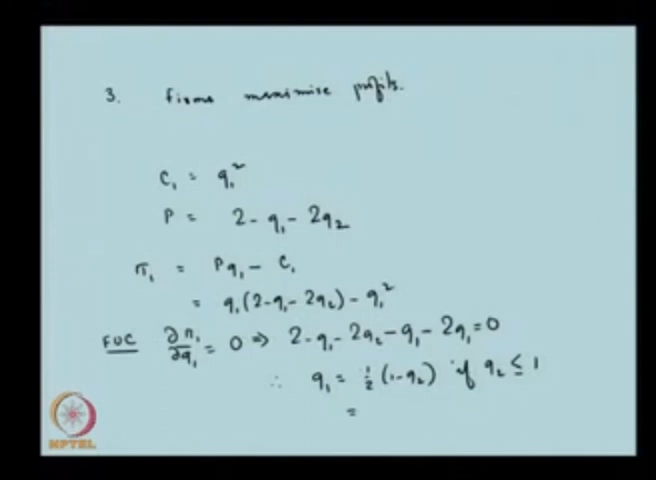 3. Firms maximise profits.
C₁ = q₁²
P = 2 - q₁ - 2q₂
π₁ = Pq₁ - C₁
= q₁(2 - q₁ - 2q₂) - q₁²
FOC ∂π₁/∂q₁ = 0 ⇒ 2 - q₁ - 2q₂ - q₁ - 2q₁ = 0
∴ q₁ = 1/2 (1 - q₂) if q₂ ≤ 1
=
NPTEL